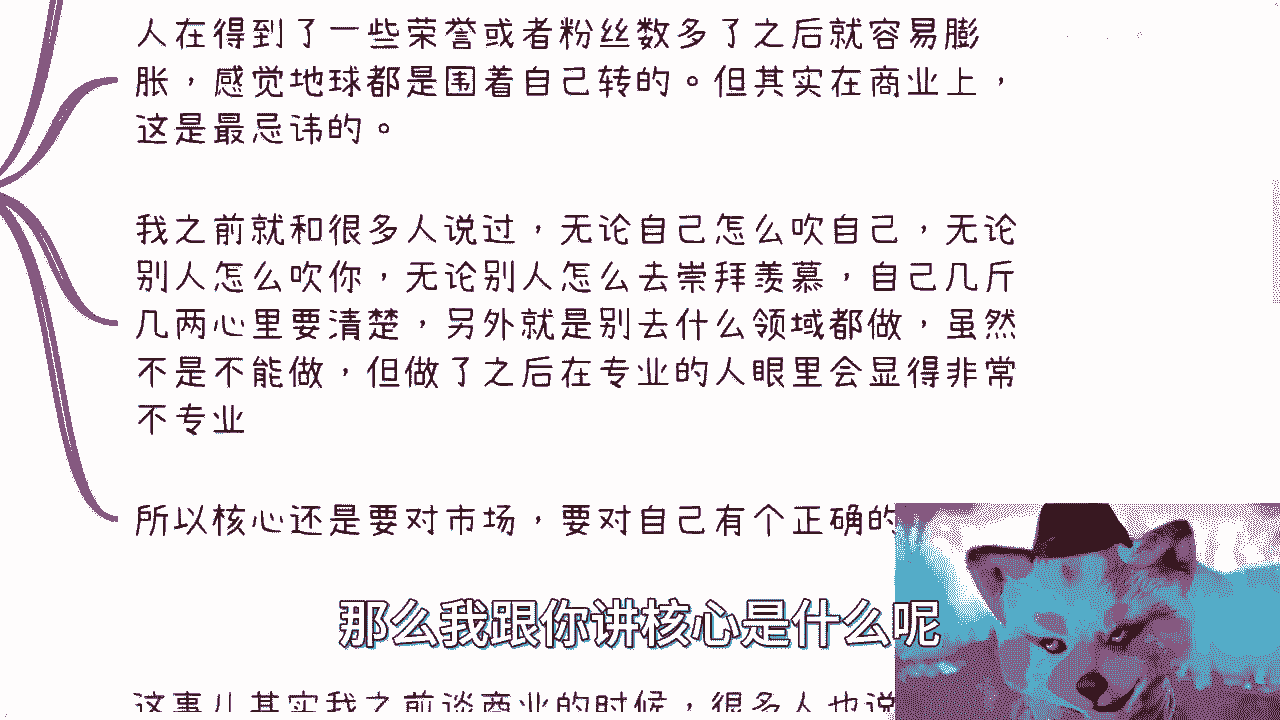 人在得到了一些荣誉或者粉丝数多了之后就容易膨
胀，感觉地球都是围着自己转的。但其实在商业上，
这是最忌讳的。
我之前就和很多人说过，无论自己怎么吹自己，无论
别人怎么吹你，无论别人怎么去崇拜羡慕，自己几斤
几两心里要清楚，另外就是别去什么领域都做，虽然
不是不能做，但做了之后在专业的人眼里会显得非常
不专业
所以核心还是要对市场，要对自己有个正确的
那么我跟你讲核心是什么呢
这事儿其实我之前谈商业的时候，很多人也说